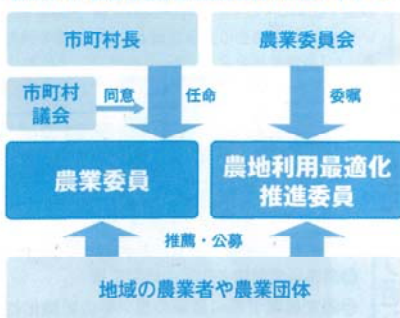 市町村長
農業委員会
市町村
議会
同意
任命
委嘱
農業委員
農地利用最適化
推進委員
推薦・公募
地域の農業者や農業団体